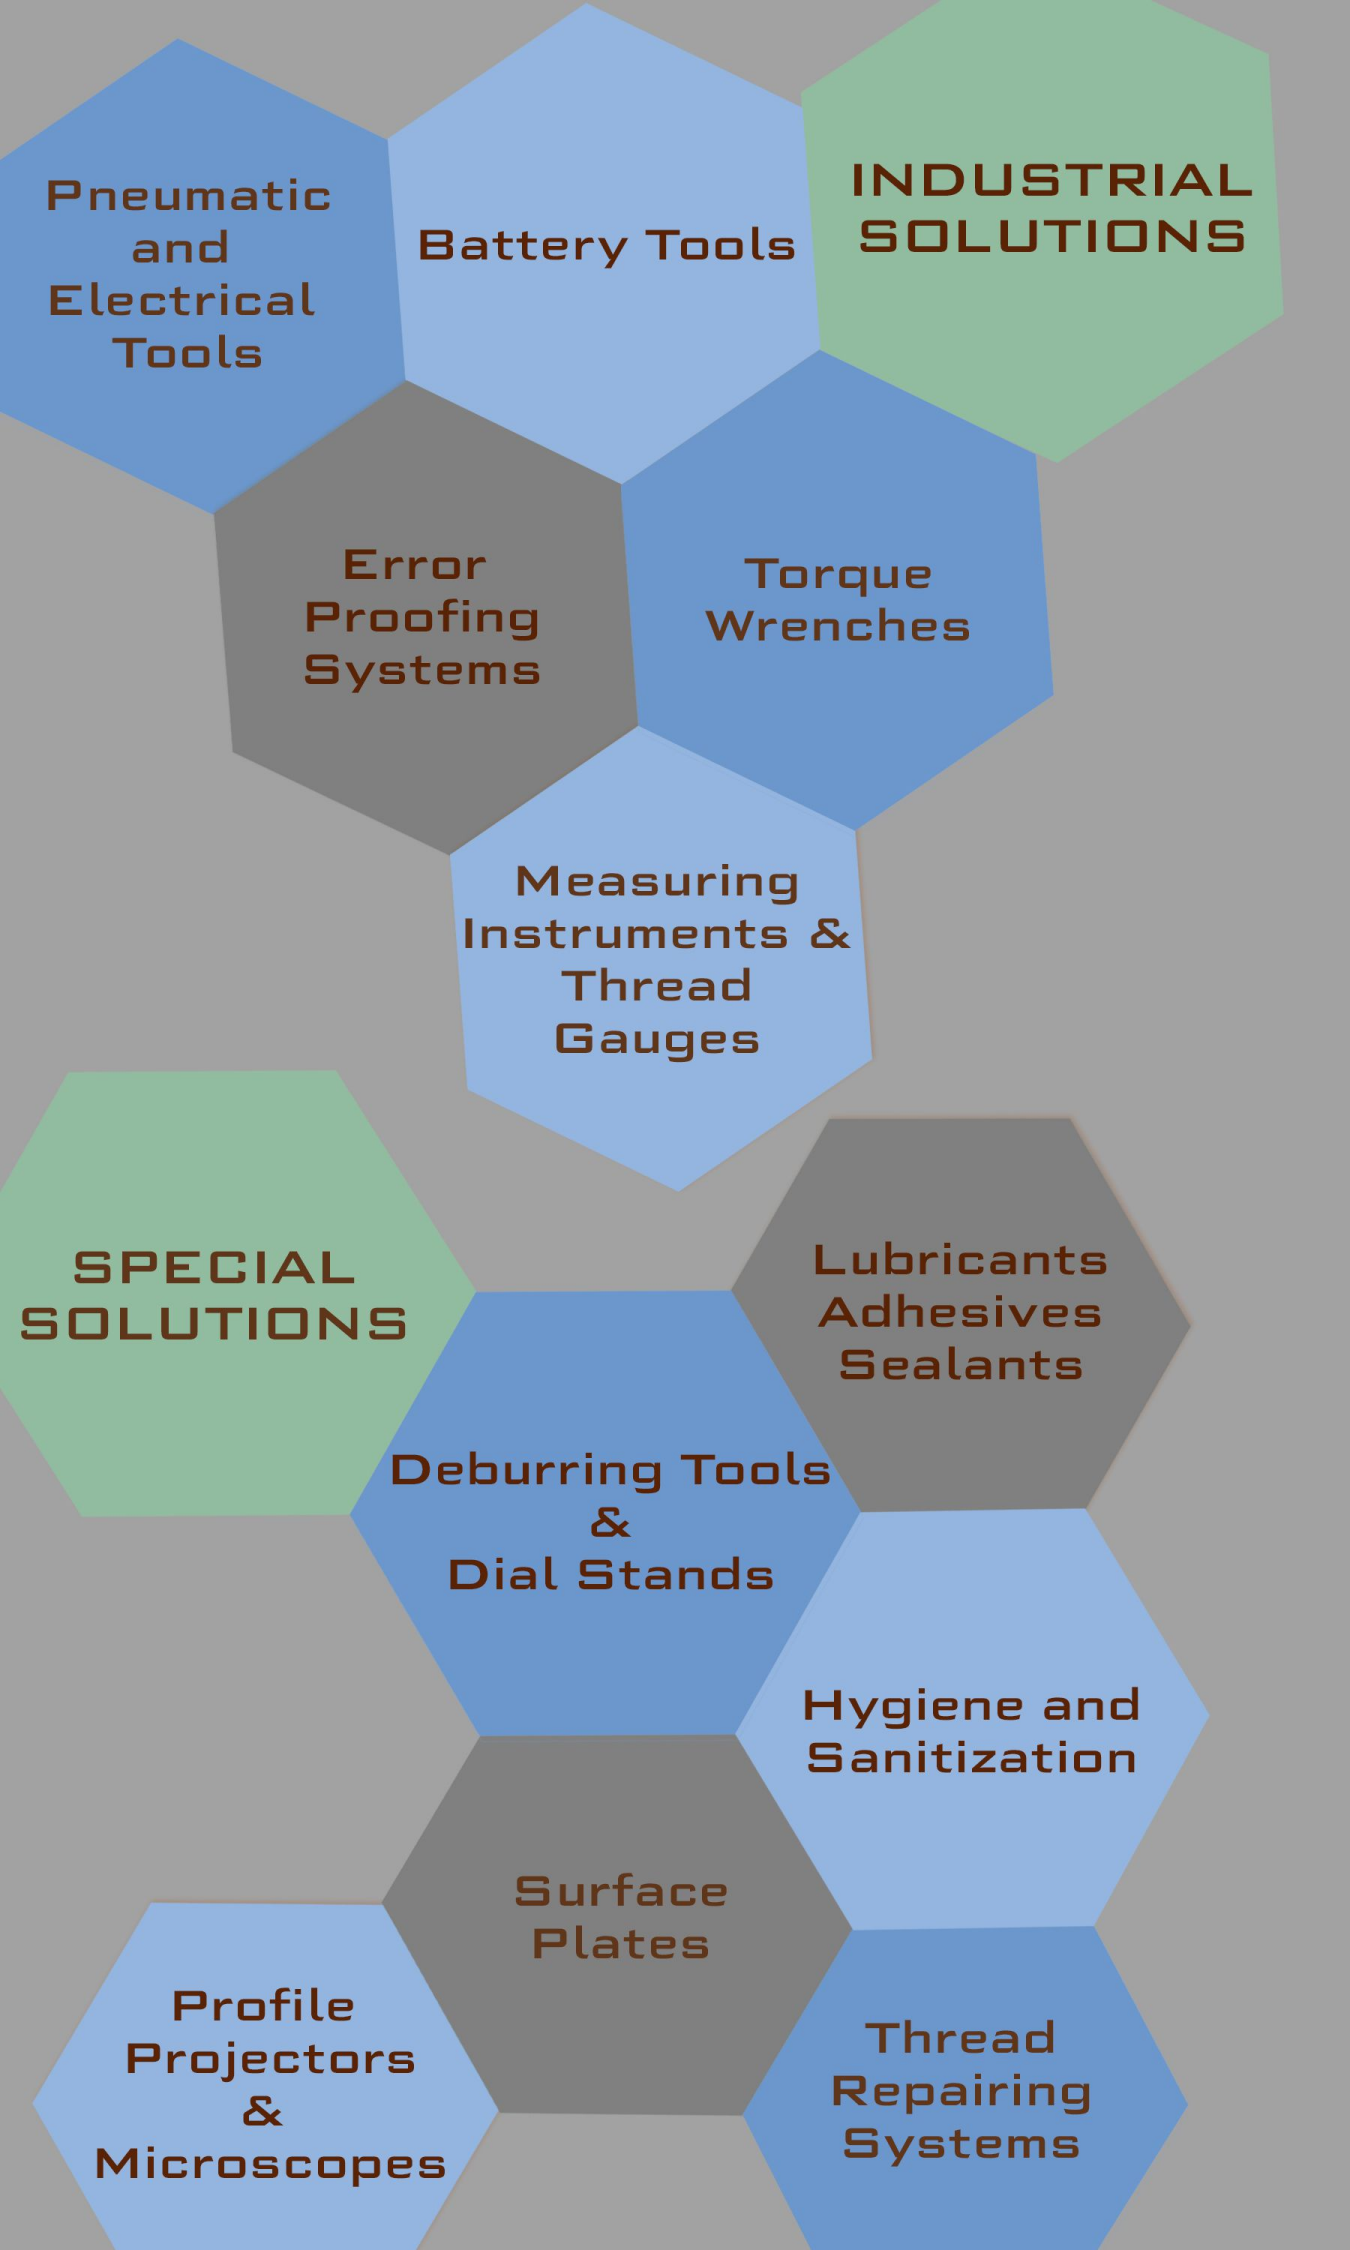 INDUSTRIAL
SOLUTIONS
Pneumatic
and
Electrical
Tools
Battery Tools
Error
Proofing
Systems
Torque
Wrenches
Measuring
Instruments &
Thread
Gauges
SPECIAL
SOLUTIONS
Lubricants
Adhesives
Sealants
Deburring Tools
&
Dial Stands
Hygiene and
Sanitization
Surface
Plates
Profile
Projectors
&
Microscopes
Thread
Repairing
Systems